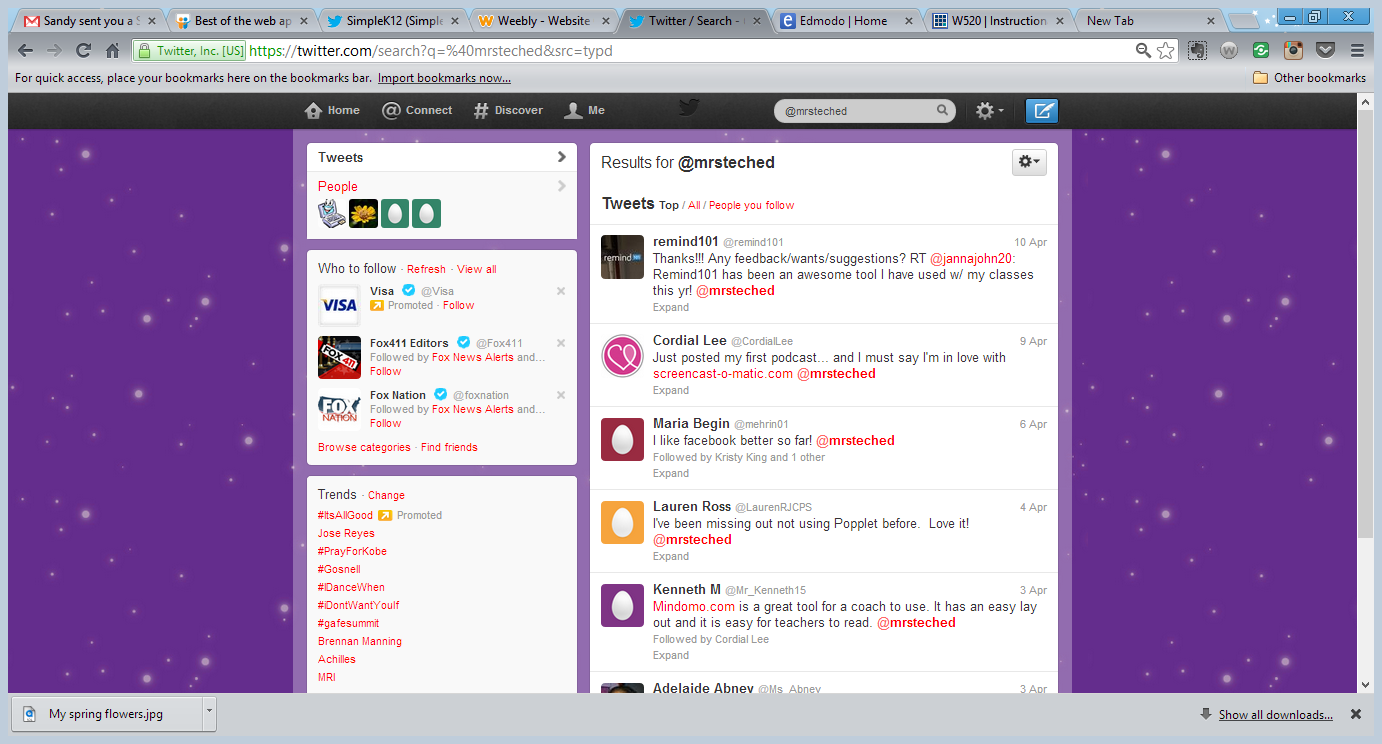 Sandy sent you a S
Best of the web ap
SimpleK12 (Simple
Weebly - Website
Twitter / Search -
Edmodo | Home
W520 | Instruction
New Tab
Twitter, Inc. [US]
https://twitter.com/search?q=%40mrsteched&src=typd
For quick access, place your bookmarks here on the bookmarks bar. Import bookmarks now...
Other bookmarks
Home
Connect
Discover
Me
@mrsteched
Tweets
People
Who to follow · Refresh · View all
VISA
Visa @Visa
Promoted · Follow
FOX 411
Fox411 Editors @Fox411
Followed by Fox News Alerts and...
Follow
FOX NATION
Fox Nation @foxnation
Followed by Fox News Alerts and...
Follow
Browse categories · Find friends
Trends · Change
#ItsAllGood Promoted
Jose Reyes
#PrayForKobe
#Gosnell
#IDanceWhen
#iDontWantYouIf
#gafesummit
Brennan Manning
Achilles
MRI
Results for @mrsteched
Tweets Top / All / People you follow
remind101
remind101 @remind101 10 Apr
Thanks!!! Any feedback/wants/suggestions? RT @jannajohn20:
Remind101 has been an awesome tool I have used w/ my classes
this yr! @mrsteched
Expand
Cordial Lee @CordialLee 9 Apr
Just posted my first podcast... and I must say I'm in love with
screencast-o-matic.com @mrsteched
Expand
Maria Begin @mehrin01 6 Apr
I like facebook better so far! @mrsteched
Followed by Kristy King and 1 other
Expand
Lauren Ross @LaurenRJCPS 4 Apr
I've been missing out not using Popplet before.  Love it!
@mrsteched
Expand
Kenneth M @Mr_Kenneth15 3 Apr
Mindomo.com is a great tool for a coach to use. It has an easy lay
out and it is easy for teachers to read. @mrsteched
Followed by Cordial Lee
Expand
Adelaide Abney @Ms_Abney 3 Apr
My spring flowers.jpg
Show all downloads...